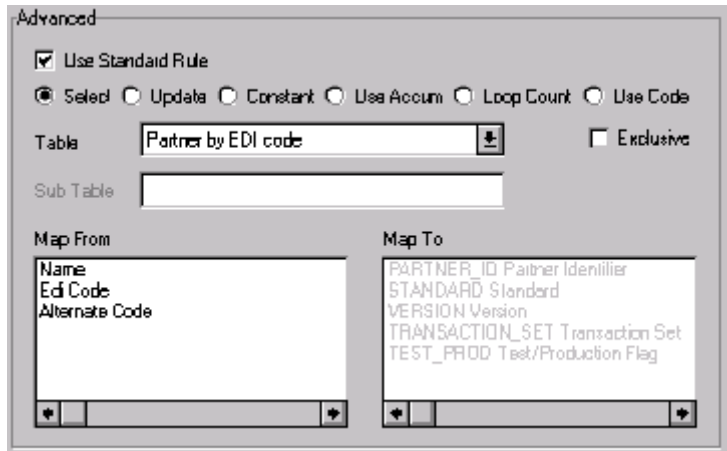 Advanced
Use Standard Rule
Select Update Constant Use Accum Loop Count Use Code
Table Partner by EDI code Exclusive
Sub Table
Map From Map To
Name
Edi Code
Alternate Code
PARTNER_ID Partner Identifier
STANDARD Standard
VERSION Version
TRANSACTION_SET Transaction Set
TEST_PROD Test/Production Flag